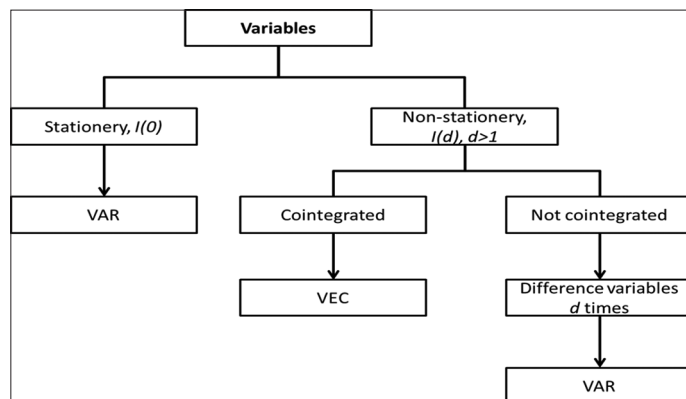 Variables
Stationery, I(0)
Non-stationery,
I(d), d>1
VAR
Cointegrated
Not cointegrated
VEC
Difference variables
d times
VAR